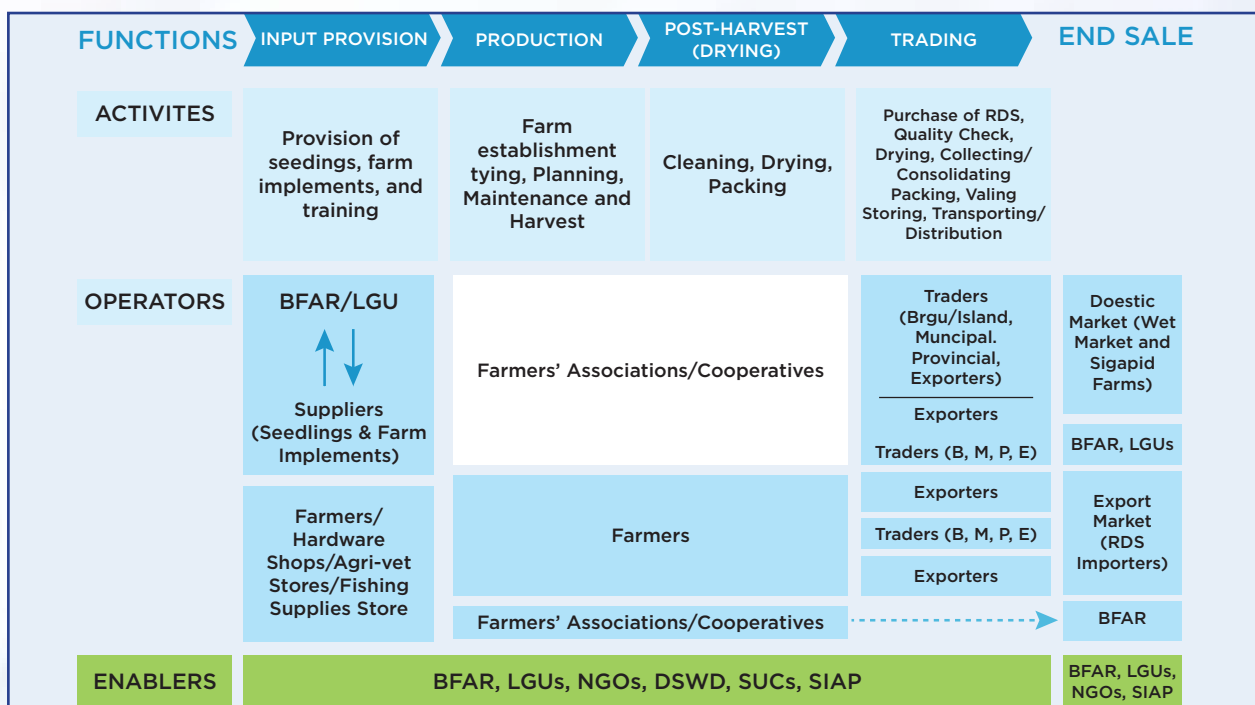 FUNCTIONS
INPUT PROVISION
PRODUCTION
POST-HARVEST
(DRYING)
TRADING
END SALE
ACTIVITES
Provision of
seedings, farm
implements, and
training
Farm
establishment
tying, Planning,
Maintenance and
Harvest
Cleaning, Drying,
Packing
Purchase of RDS,
Quality Check,
Drying, Collecting/
Consolidating
Packing, Valing
Storing, Transporting/
Distribution
OPERATORS
BFAR/LGU
Suppliers
(Seedlings & Farm
Implements)
Farmers/
Hardware
Shops/Agri-vet
Stores/Fishing
Supplies Store
Farmers' Associations/Cooperatives
Farmers
Farmers' Associations/Cooperatives
Traders
(Brgu/Island,
Muncipal.
Provincial,
Exporters)
Exporters
Traders (B, M, P, E)
Exporters
Traders (B, M, P, E)
Exporters
Doestic
Market (Wet
Market and
Sigapid
Farms)
BFAR, LGUs
Export
Market
(RDS
Importers)
BFAR
ENABLERS
BFAR, LGUs, NGOs, DSWD, SUCs, SIAP
BFAR, LGUs,
NGOs, SIAP